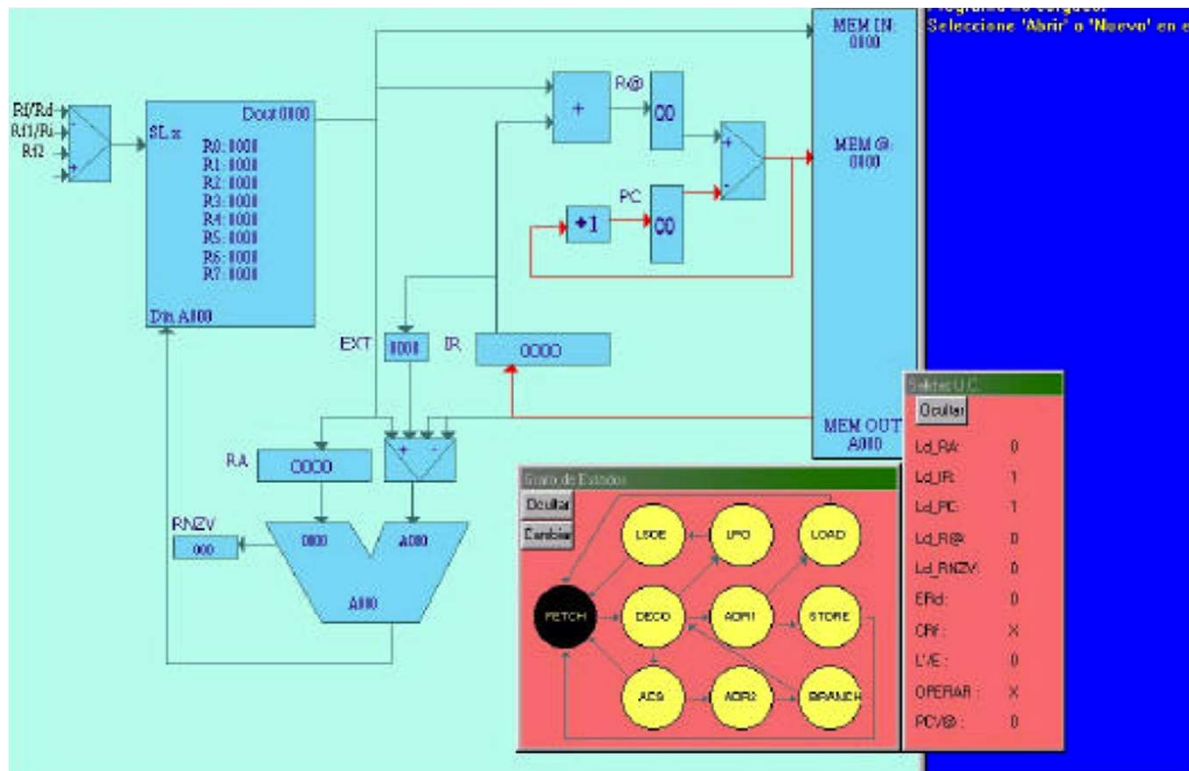 Programa no cargado.
Seleccione 'Abrir' o 'Nuevo' en e
MEM IN:
0000
R@
00
Rf/Rd
Rf1/Ri
Rf2
Dout 0000
SL x
R0: 0000
R1: 0000
R2: 0000
R3: 0000
R4: 0000
R5: 0000
R6: 0000
R7: 0000
Din A000
+
+
-
+
-
MEM @:
0000
PC
+1
00
EXT
0000
IR
0000
MEM OUT:
A000
RA
0000
+ -
RNZV
000
0000
A000
A000
Grafo de Estados
Ocultar
Cambiar
LSOE
LPO
LOAD
FETCH
DECO
ADR1
STORE
ACS
ADR2
BRANCH
Salidas U.C.
Ocultar
Ld_RA: 0
Ld_IR: 1
Ld_PC: 1
Ld_R@ 0
Ld_RNZV: 0
ERd: 0
CRf : X
L'/E : 0
OPERAR : X
PC\/@ : 0